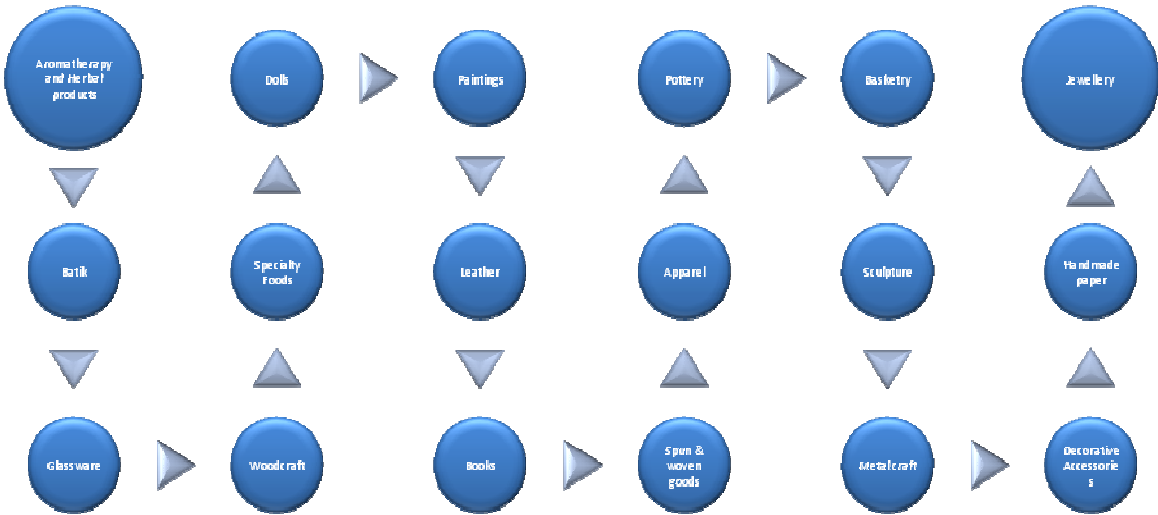 Aromatherapy
and Herbal
products
Batik
Glassware
Woodcraft
Specialty
Foods
Dolls
Paintings
Leather
Books
Spun &
woven
goods
Apparel
Pottery
Basketry
Sculpture
Metalcraft
Decorative
Accessorie
s
Handmade
paper
Jewellery